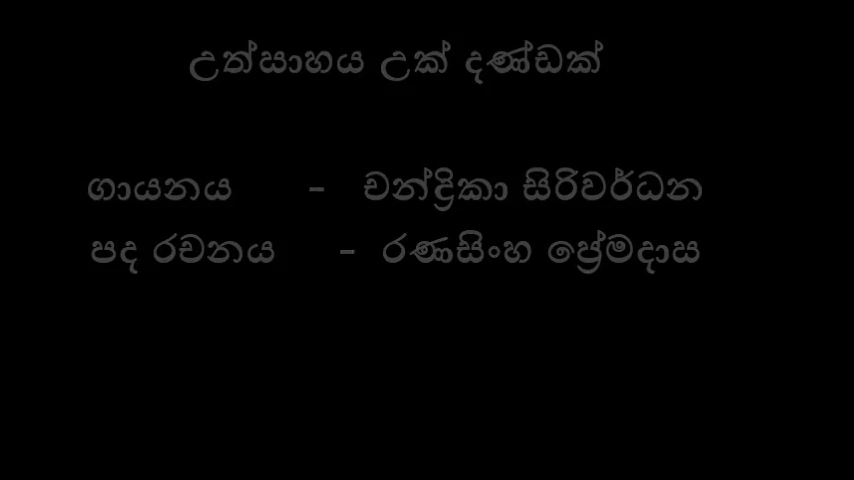 උත්සාහය උක් දණ්ඩක්
ගායනය - චන්ද්‍රිකා සිරිවර්ධන
පද රචනය - රණසිංහ ප්‍රේමදාස